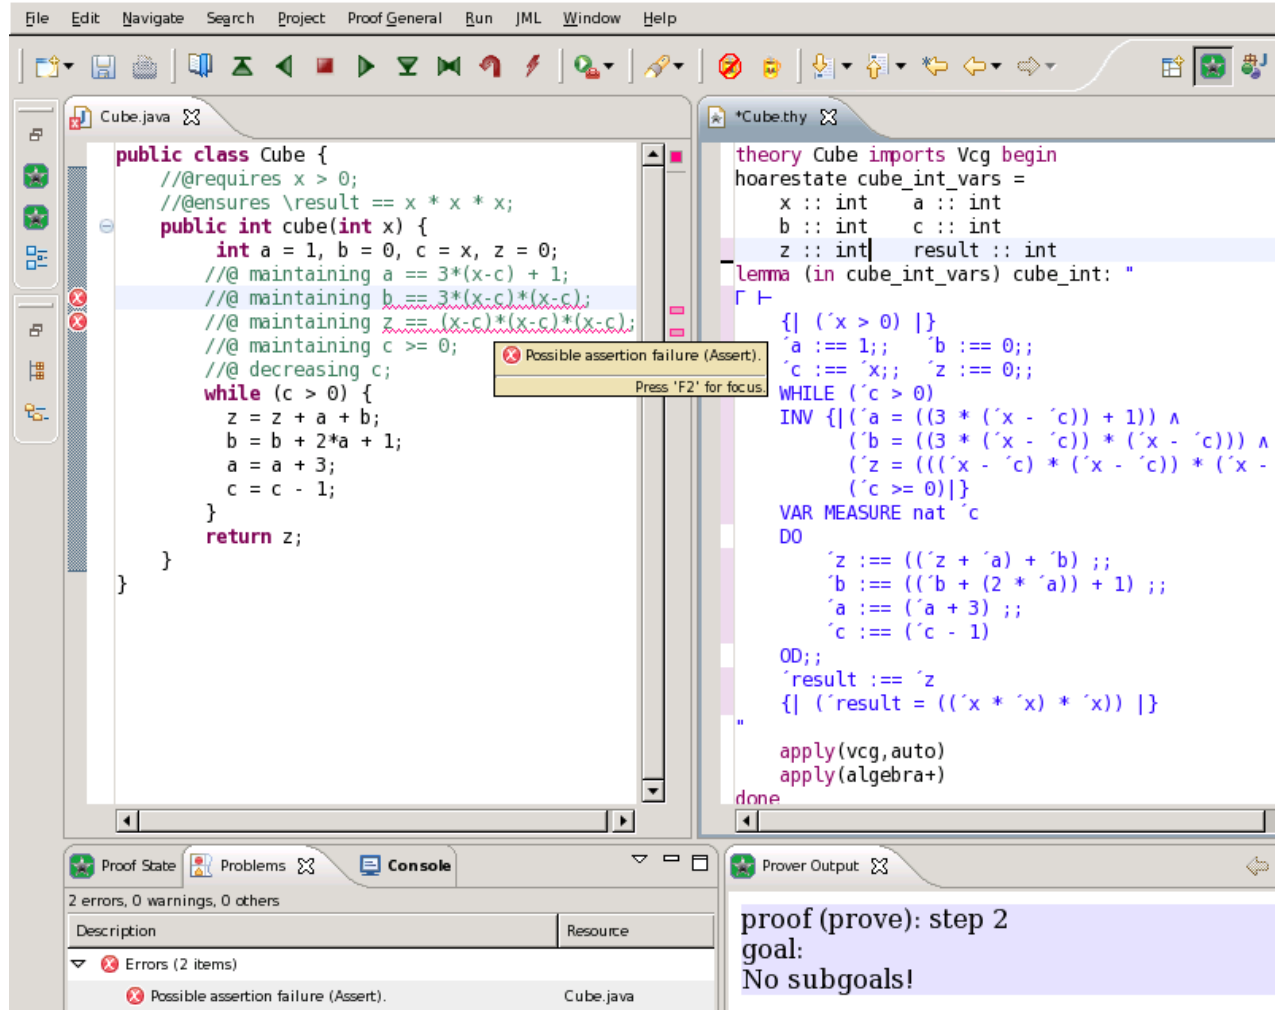 File Edit Navigate Search Project Proof General Run JML Window Help
Cube.java
public class Cube {
//@requires x > 0;
//@ensures \result == x * x * x;
public int cube(int x) {
int a = 1, b = 0, c = x, z = 0;
//@ maintaining a == 3*(x-c) + 1;
//@ maintaining b == 3*(x-c)*(x-c);
//@ maintaining z == (x-c)*(x-c)*(x-c);
//@ maintaining c >= 0;
//@ decreasing c;
while (c > 0) {
z = z + a + b;
b = b + 2*a + 1;
a = a + 3;
c = c - 1;
}
return z;
}
}
Possible assertion failure (Assert).
Press 'F2' for focus.
*Cube.thy
theory Cube imports Vcg begin
hoarestate cube_int_vars =
x :: int    a :: int
b :: int    c :: int
z :: int    result :: int
lemma (in cube_int_vars) cube_int: "
Γ ⊢
{| (´x > 0) |}
´a :== 1;;   ´b :== 0;;
´c :== ´x;;   ´z :== 0;;
WHILE (´c > 0)
INV {|(´a = ((3 * (´x - ´c)) + 1)) ∧
(´b = ((3 * (´x - ´c)) * (´x - ´c))) ∧
(´z = (((´x - ´c) * (´x - ´c)) * (´x -
(´c >= 0)|}
VAR MEASURE nat ´c
DO
´z :== ((´z + ´a) + ´b) ;;
´b :== ((´b + (2 * ´a)) + 1) ;;
´a :== (´a + 3) ;;
´c :== (´c - 1)
OD;;
´result :== ´z
{| (´result = ((´x * ´x) * ´x)) |}
"
apply(vcg,auto)
apply(algebra+)
done
Proof State Problems Console
2 errors, 0 warnings, 0 others
Description Resource
Errors (2 items)
Possible assertion failure (Assert). Cube.java
Prover Output
proof (prove): step 2
goal:
No subgoals!